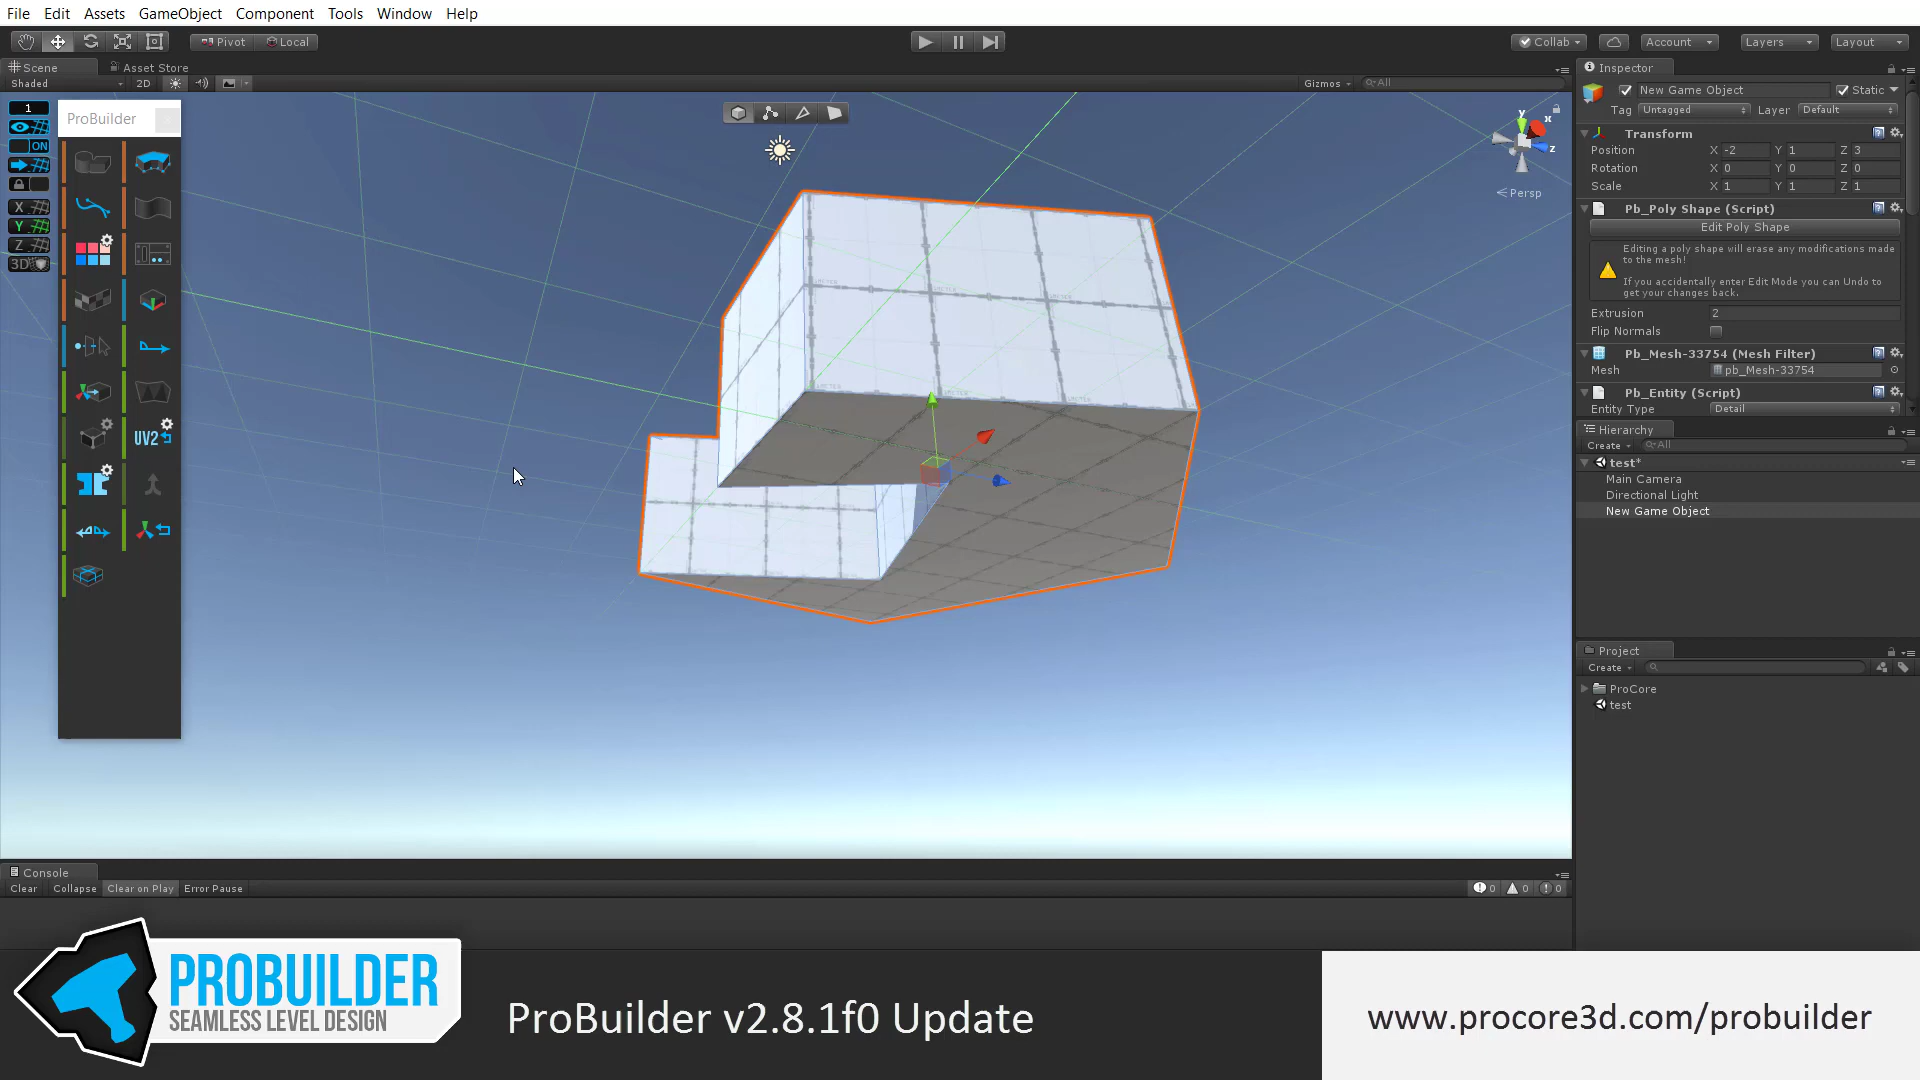 File Edit Assets GameObject Component Tools Window Help
Pivot Local
Collab Account Layers Layout
Scene Asset Store
Shaded 2D Gizmos All
1
ON
X
Y
Z
3D
ProBuilder
UV2
y
x
z
Persp
Inspector
New Game Object Static
Tag Untagged Layer Default
Transform
Position X -2 Y 1 Z 3
Rotation X 0 Y 0 Z 0
Scale X 1 Y 1 Z 1
Pb_Poly Shape (Script)
Edit Poly Shape
Editing a poly shape will erase any modifications made
to the mesh!
If you accidentally enter Edit Mode you can Undo to
get your changes back.
Extrusion 2
Flip Normals
Pb_Mesh-33754 (Mesh Filter)
Mesh pb_Mesh-33754
Pb_Entity (Script)
Entity Type Detail
Hierarchy
Create All
test*
Main Camera
Directional Light
New Game Object
Project
Create
ProCore
test
Console
Clear Collapse Clear on Play Error Pause 0 0 0
PROBUILDER
SEAMLESS LEVEL DESIGN
ProBuilder v2.8.1f0 Update
www.procore3d.com/probuilder